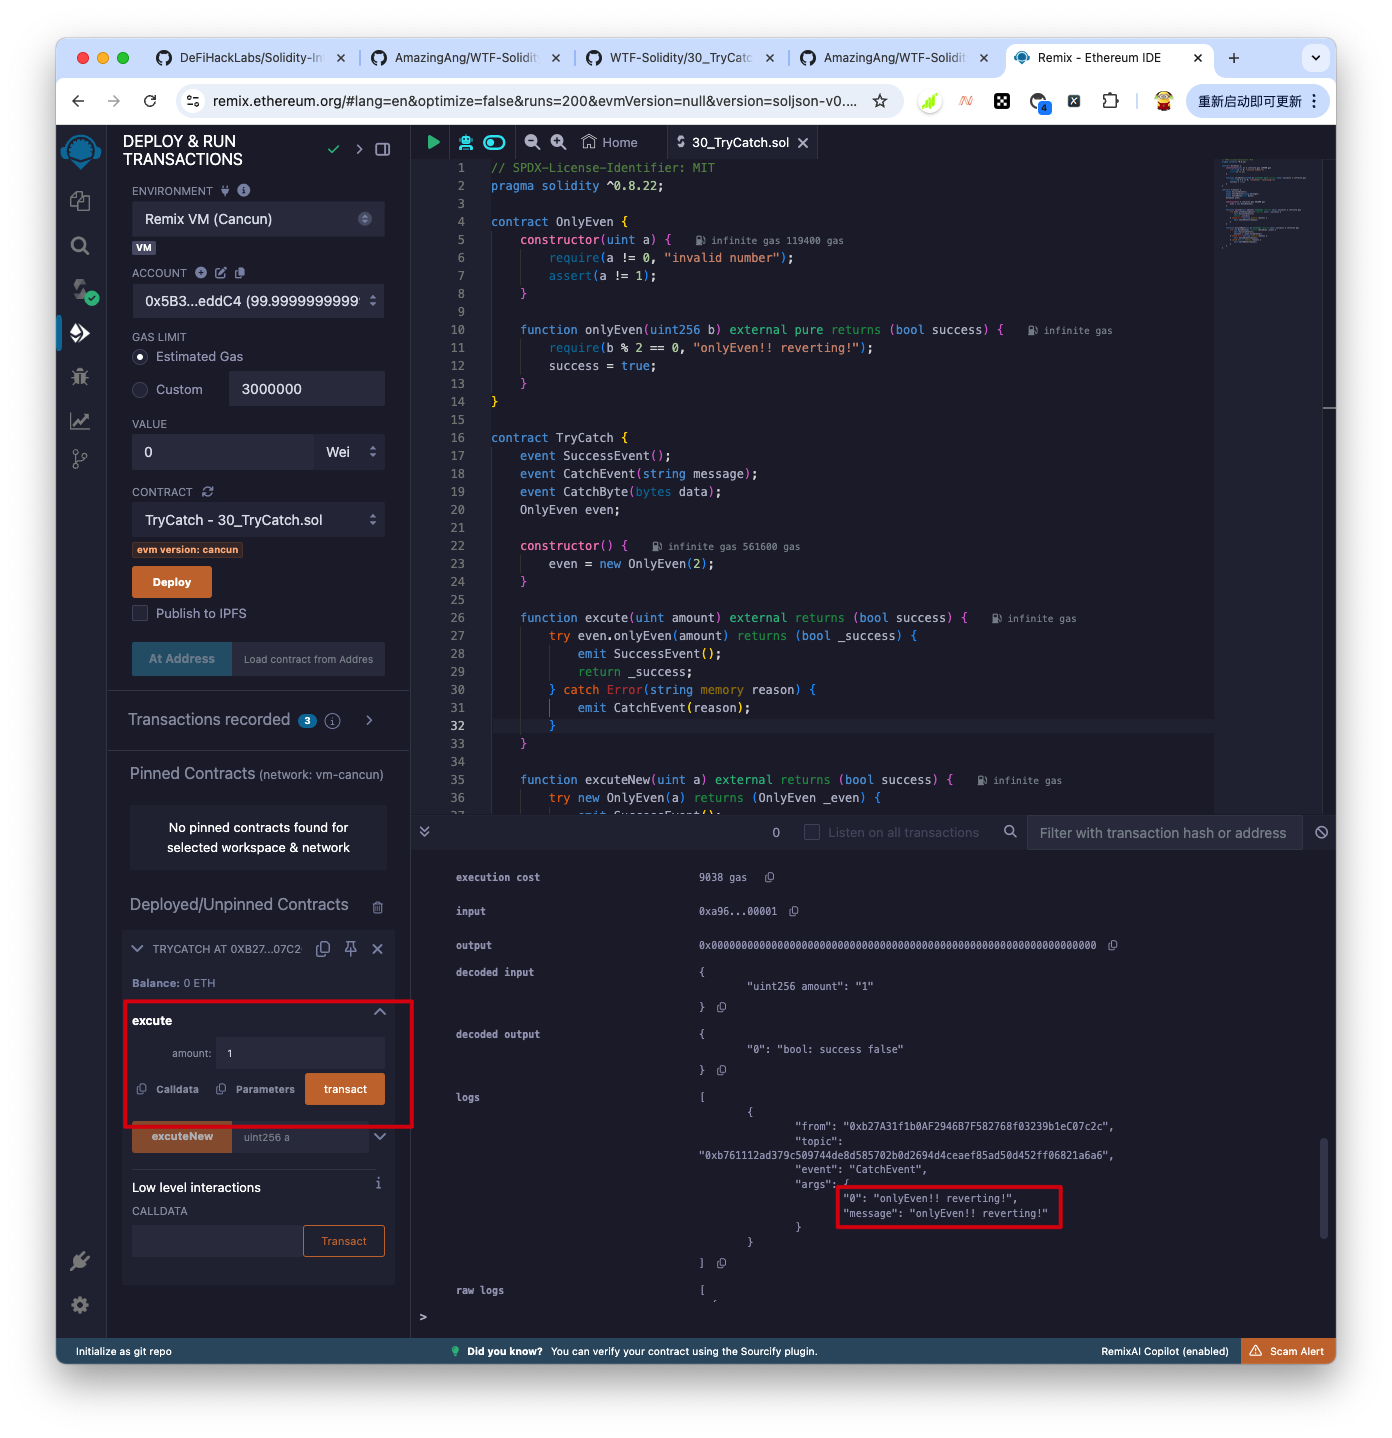 DeFiHackLabs/Solidity-In
AmazingAng/WTF-Solidity
WTF-Solidity/30_TryCatc
AmazingAng/WTF-Solidit
Remix - Ethereum IDE
remix.ethereum.org/#lang=en&optimize=false&runs=200&evmVersion=null&version=soljson-v0....
4
重新启动即可更新
DEPLOY & RUN
TRANSACTIONS
ENVIRONMENT
Remix VM (Cancun)
VM
ACCOUNT
0x5B3...eddC4 (99.9999999999
GAS LIMIT
Estimated Gas
Custom
3000000
VALUE
0
Wei
CONTRACT
TryCatch - 30_TryCatch.sol
evm version: cancun
Deploy
Publish to IPFS
At Address
Load contract from Addres
Transactions recorded 3 i
Pinned Contracts (network: vm-cancun)
No pinned contracts found for
selected workspace & network
Deployed/Unpinned Contracts
TRYCATCH AT 0XB27...07C2
Balance: 0 ETH
excute
amount: 1
Calldata
Parameters
transact
excuteNew
uint256 a
Low level interactions
i
CALLDATA
Transact
Home
30_TryCatch.sol
1 // SPDX-License-Identifier: MIT
2 pragma solidity ^0.8.22;
3
4 contract OnlyEven {
5 constructor(uint a) { infinite gas 119400 gas
6 require(a != 0, "invalid number");
7 assert(a != 1);
8 }
9
10 function onlyEven(uint256 b) external pure returns (bool success) { infinite gas
11 require(b % 2 == 0, "onlyEven!! reverting!");
12 success = true;
13 }
14 }
15
16 contract TryCatch {
17 event SuccessEvent();
18 event CatchEvent(string message);
19 event CatchByte(bytes data);
20 OnlyEven even;
21
22 constructor() { infinite gas 561600 gas
23 even = new OnlyEven(2);
24 }
25
26 function excute(uint amount) external returns (bool success) { infinite gas
27 try even.onlyEven(amount) returns (bool _success) {
28 emit SuccessEvent();
29 return _success;
30 } catch Error(string memory reason) {
31 emit CatchEvent(reason);
32 }
33 }
34
35 function excuteNew(uint a) external returns (bool success) { infinite gas
36 try new OnlyEven(a) returns (OnlyEven _even) {
37 emit SuccessEvent();
0
Listen on all transactions
Filter with transaction hash or address
execution cost 9038 gas
input 0xa96...00001
output 0x0000000000000000000000000000000000000000000000000000000000000000
decoded input {
"uint256 amount": "1"
}
decoded output {
"0": "bool: success false"
}
logs [
{
"from": "0xb27A31f1b0AF2946B7F582768f03239b1eC07c2c",
"topic":
"0xb761112ad379c509744de8d585702b0d2694d4ceaef85ad50d452ff06821a6a6",
"event": "CatchEvent",
"args": {
"0": "onlyEven!! reverting!",
"message": "onlyEven!! reverting!"
}
}
]
raw logs [
{
>
Initialize as git repo
Did you know? You can verify your contract using the Sourcify plugin.
RemixAI Copilot (enabled)
Scam Alert